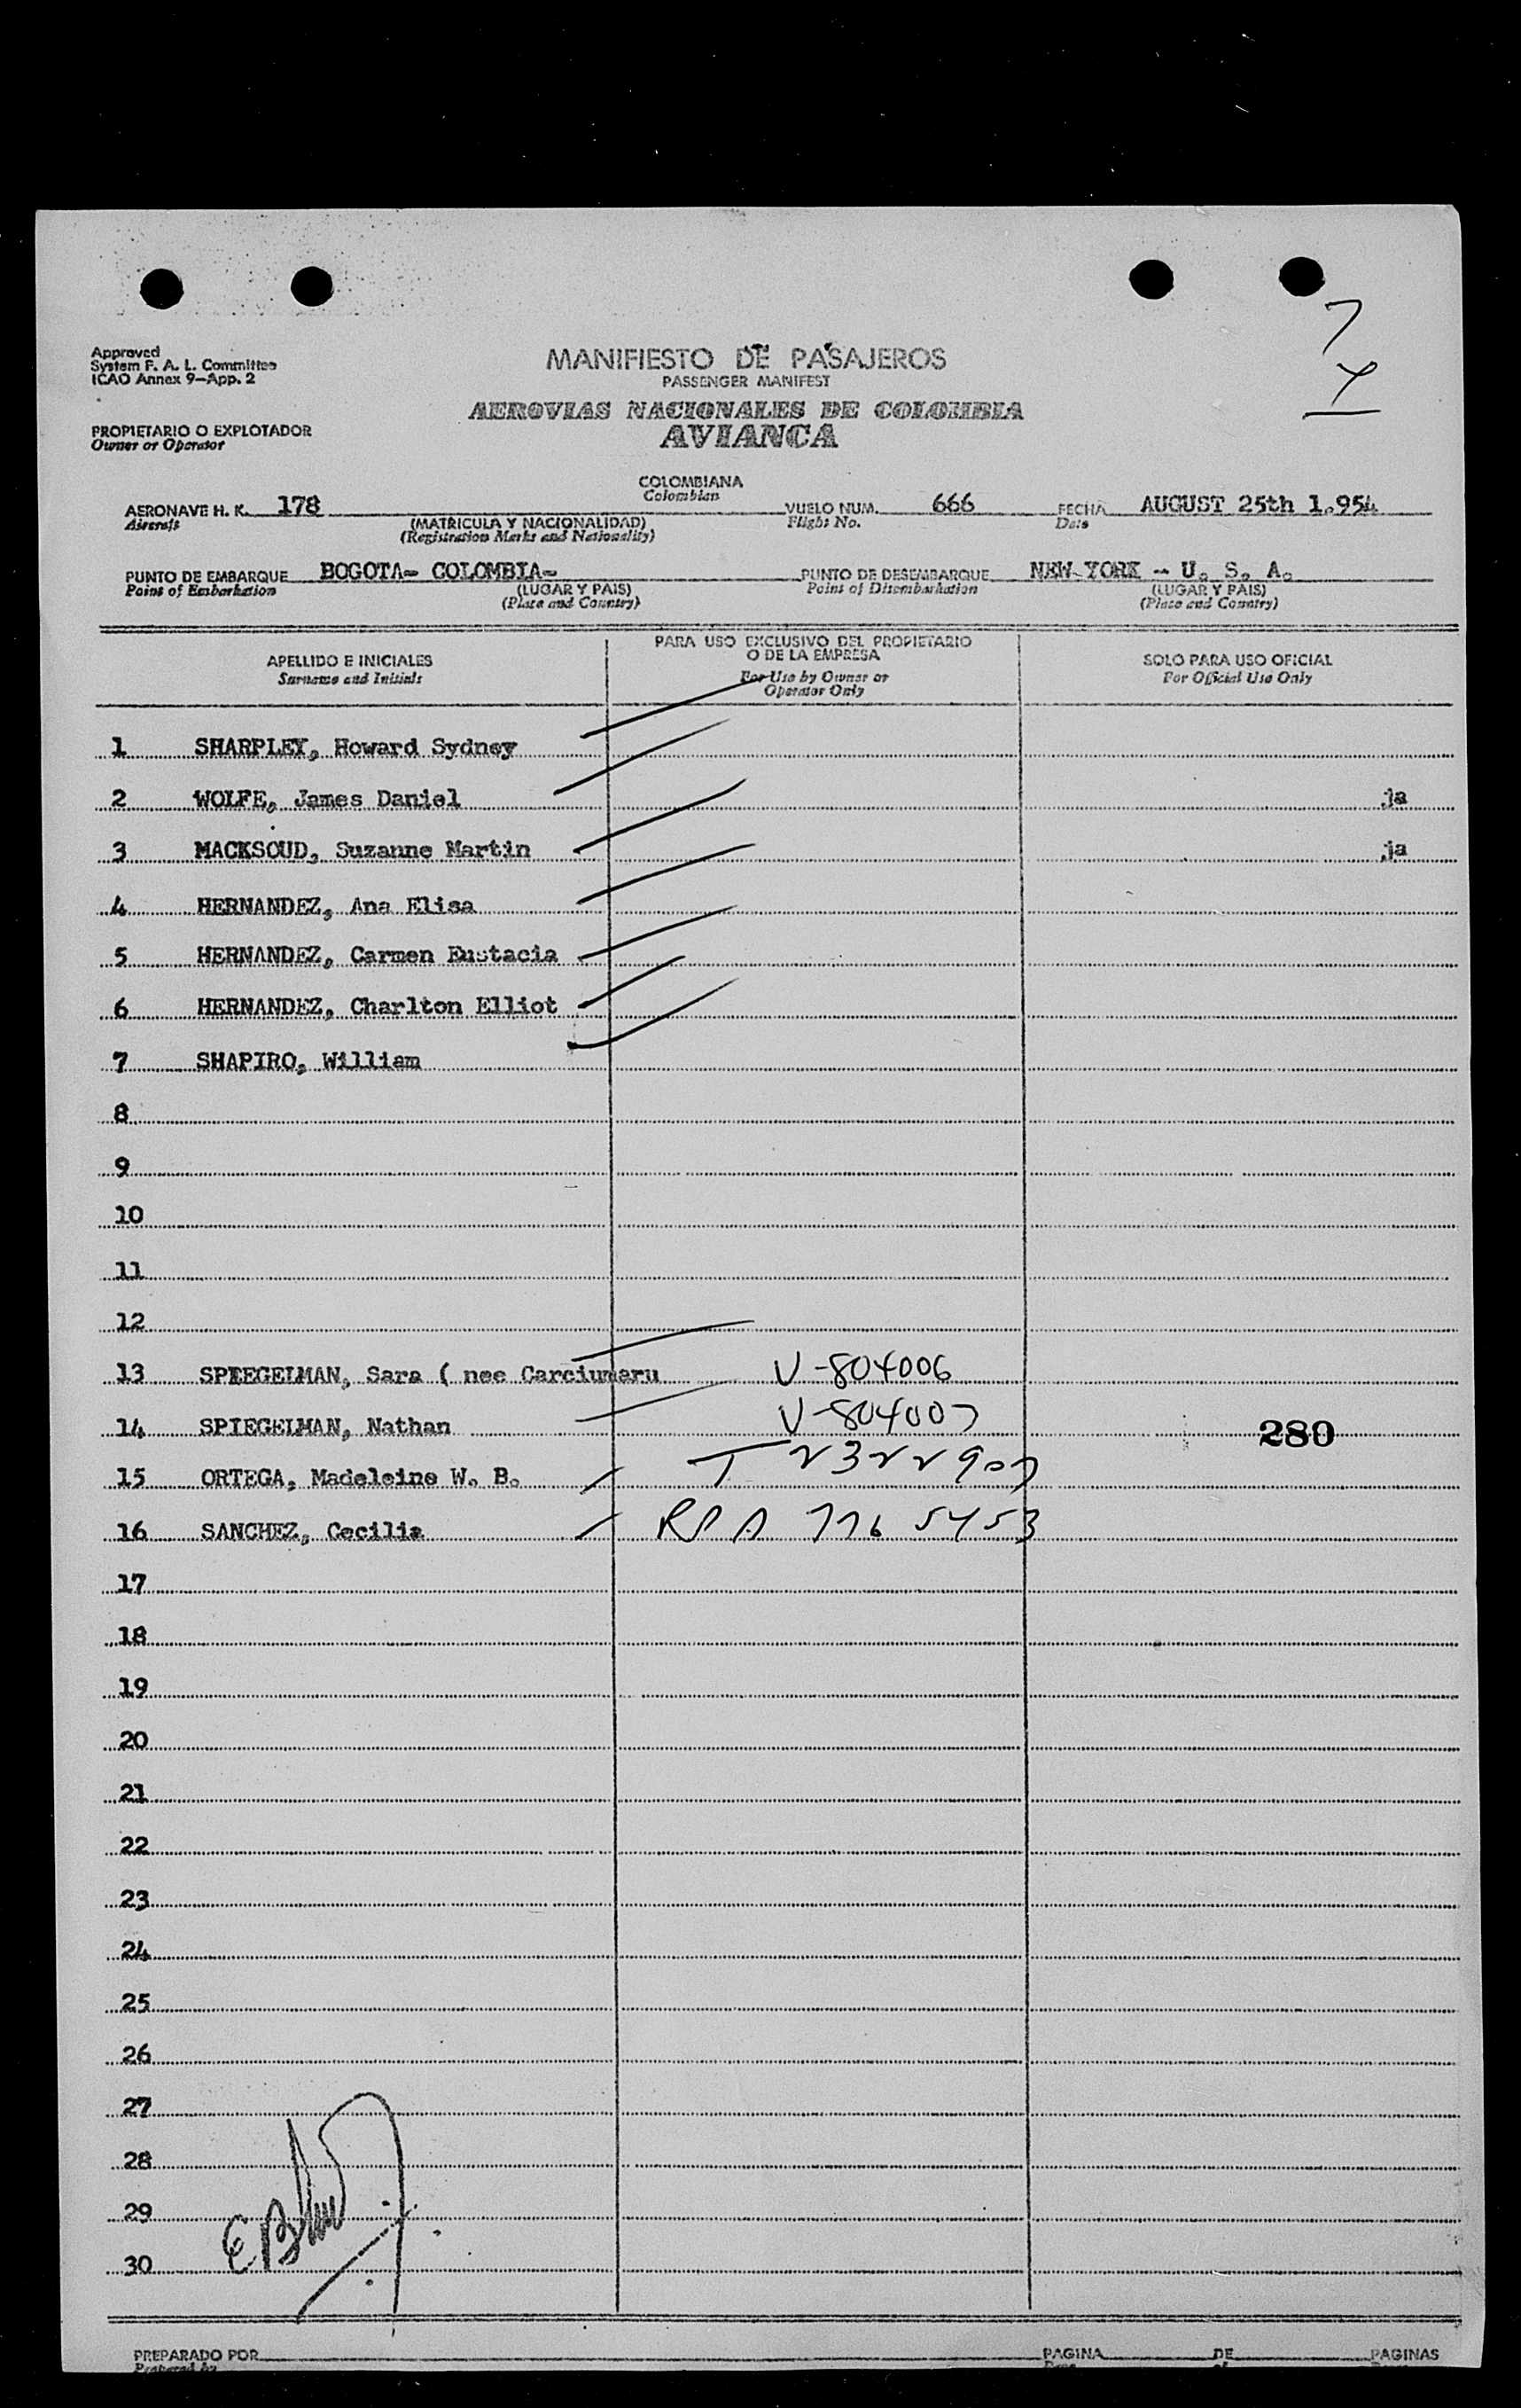 7
4
Approved
System F. A. L. Committee
ICAO Annex 9-App. 2
MANIFIESTO DE PASAJEROS
PASSENGER MANIFEST
AEROVIAS NACIONALES DE COLOMBIA
AVIANCA
PROPIETARIO O EXPLOTADOR
Owner or Operator
COLOMBIANA
Colombian
AERONAVE H. K. 178 VUELO NUM. 666 FECHA AUGUST 25th 1.954
Aircraft (MATRICULA Y NACIONALIDAD) Flight No. Date
(Registration Marks and Nationality)
PUNTO DE EMBARQUE BOGOTA- COLOMBIA- PUNTO DE DESEMBARQUE NEW YORK - U. S. A.
Point of Embarkation (LUGAR Y PAIS) Point of Disembarkation (LUGAR Y PAIS)
(Place and Country) (Place and Country)
APELLIDO E INICIALES
Surname and Initials
PARA USO EXCLUSIVO DEL PROPIETARIO
O DE LA EMPRESA
For Use by Owner or
Operator Only
SOLO PARA USO OFICIAL
For Official Use Only
1 SHARPLEY, Howard Sydney
2 WOLFE, James Daniel ja
3 MACKSOUD, Suzanne Martin ja
4 HERNANDEZ, Ana Elisa
5 HERNANDEZ, Carmen Eustacia
6 HERNANDEZ, Charlton Elliot
7 SHAPIRO, William
8
9
10
11
12
13 SPIEGELMAN, Sara ( nee Carciumaru V-804006
14 SPIEGELMAN, Nathan V-804007 280
15 ORTEGA, Madeleine W. B. T 2322907
16 SANCHEZ, Cecilia 776 5453
17
18
19
20
21
22
23
24
25
26
27
28
29
30
PREPARADO POR PAGINA DE PAGINAS
Prepared by